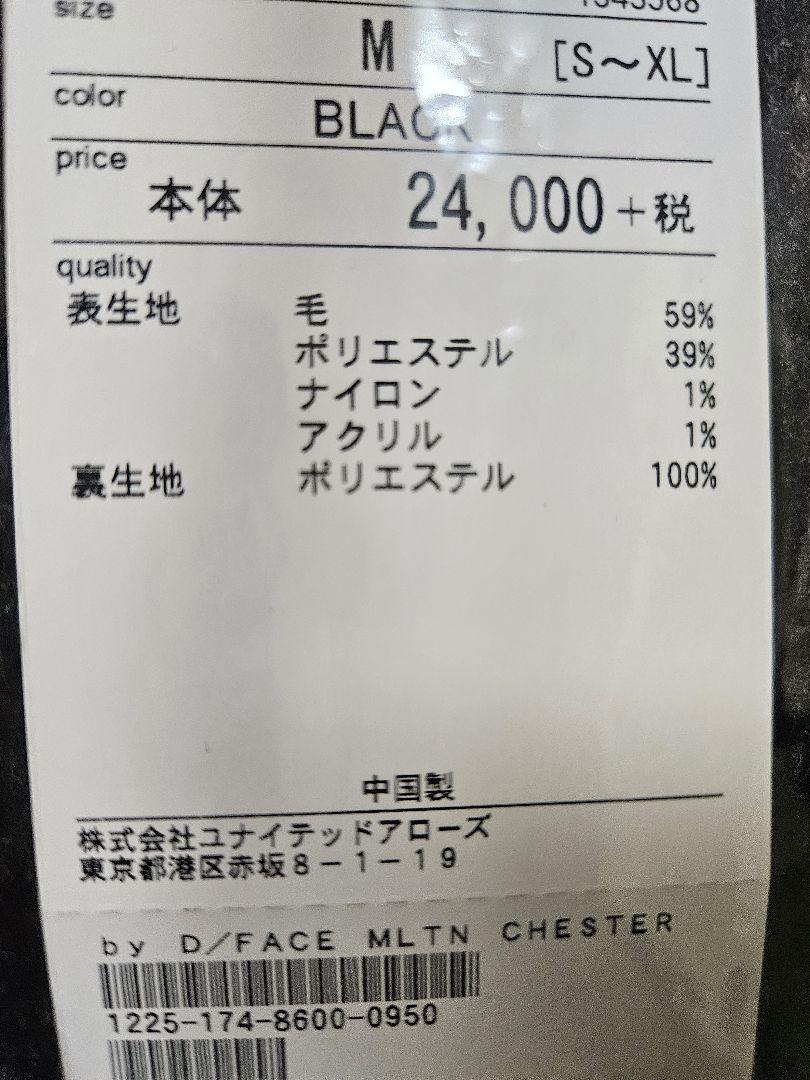 size
M [S～XL]
color
BLACK
price
本体 24,000+税
quality
表生地 毛 59%
ポリエステル 39%
ナイロン 1%
アクリル 1%
裏生地 ポリエステル 100%
中国製
株式会社ユナイテッドアローズ
東京都港区赤坂8－1－19
by D/FACE MLTN CHESTER
1225-174-8600-0950